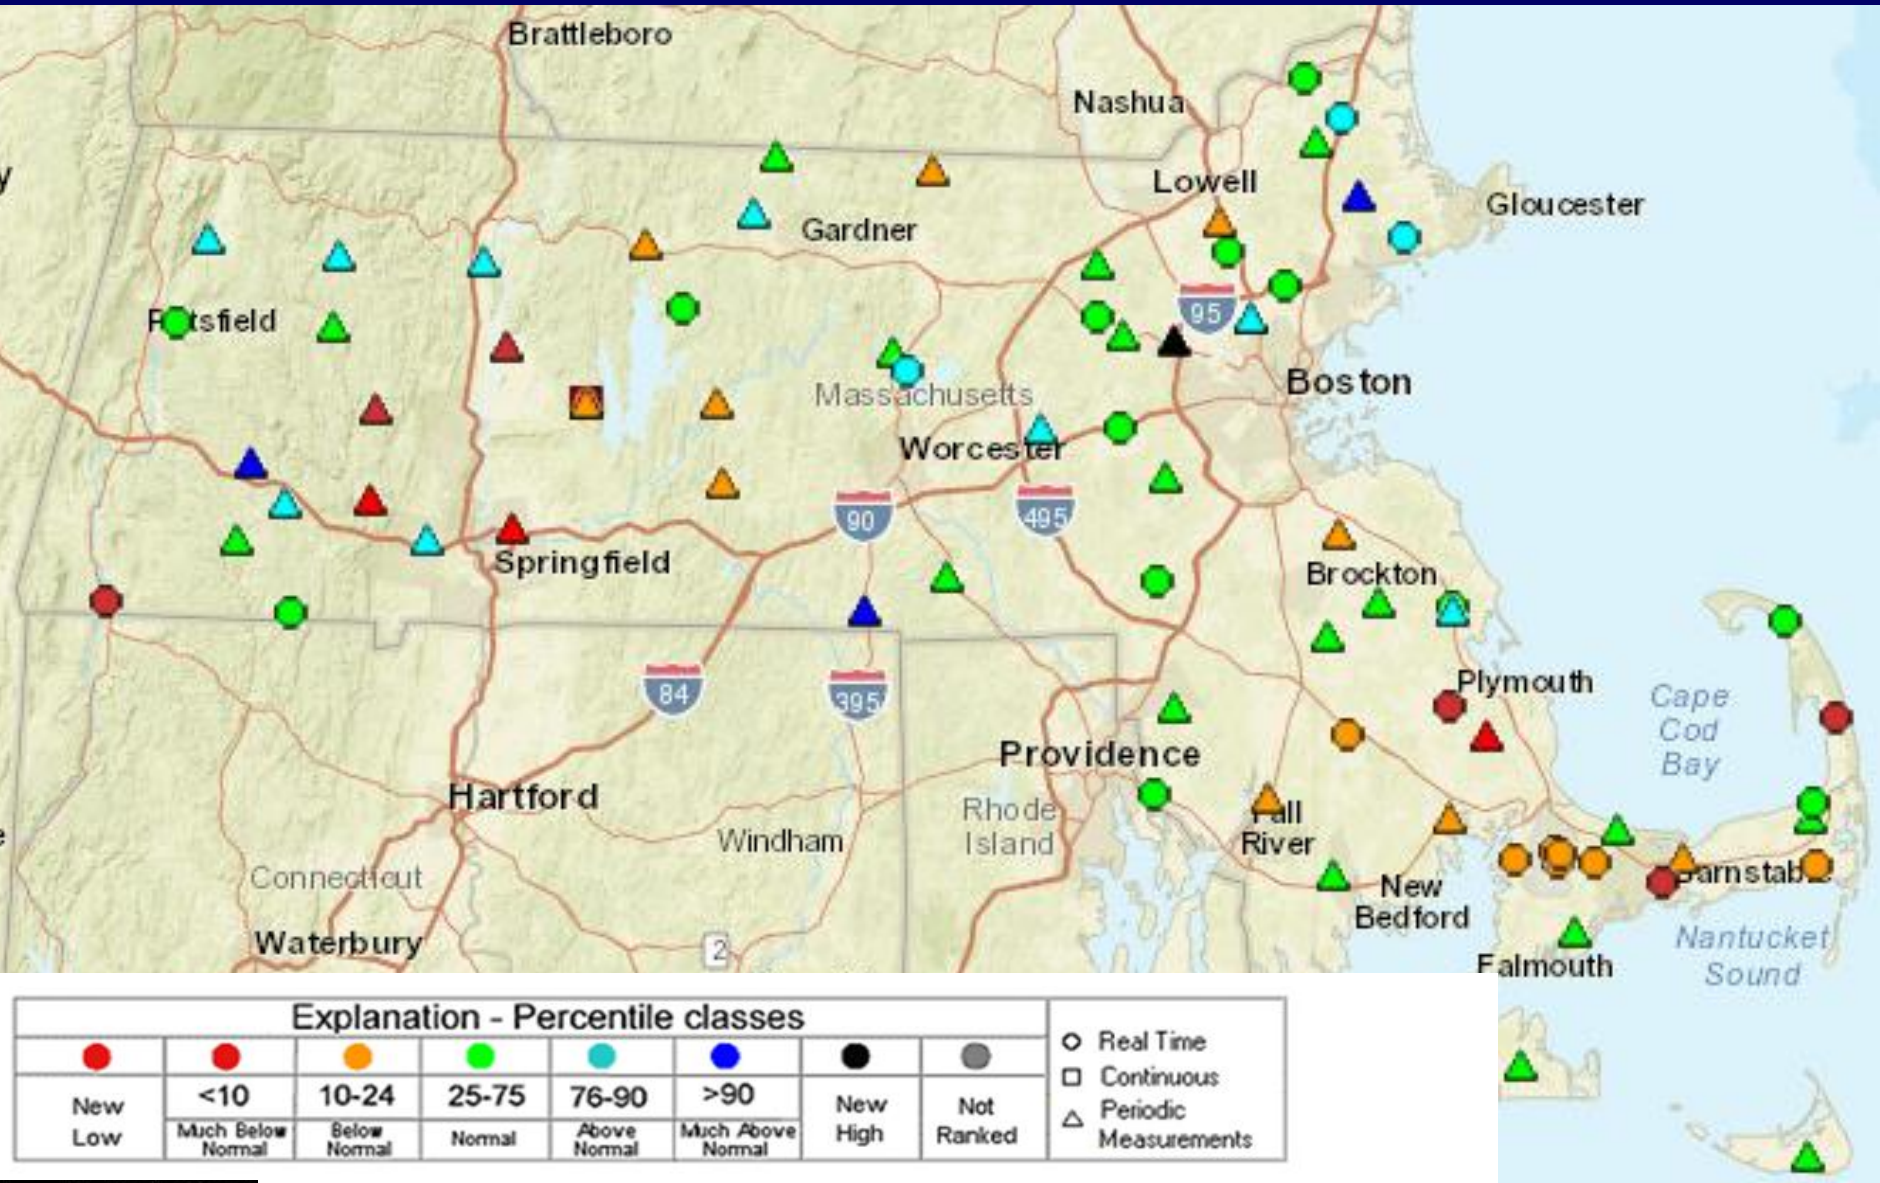 Brattleboro
Nashua
y
Lowell
Gloucester
Gardner
95
Boston
Massachusetts
Worcester
90
495
Springfield
Brockton
84
395
Plymouth
Cape
Cod
Bay
Providence
Hartford
Rhode
Island
Windham
Fall
River
e
Connecticut
New
Bedford
Waterbury
2
Nantucket
Sound
Falmouth
Explanation - Percentile classes
<10
10-24
25-75
76-90
>90
New
Low
Much Below
Normal
Below
Normal
Normal
Above
Normal
Much Above
Normal
New
High
Not
Ranked
Real Time
Continuous
Periodic
Measurements